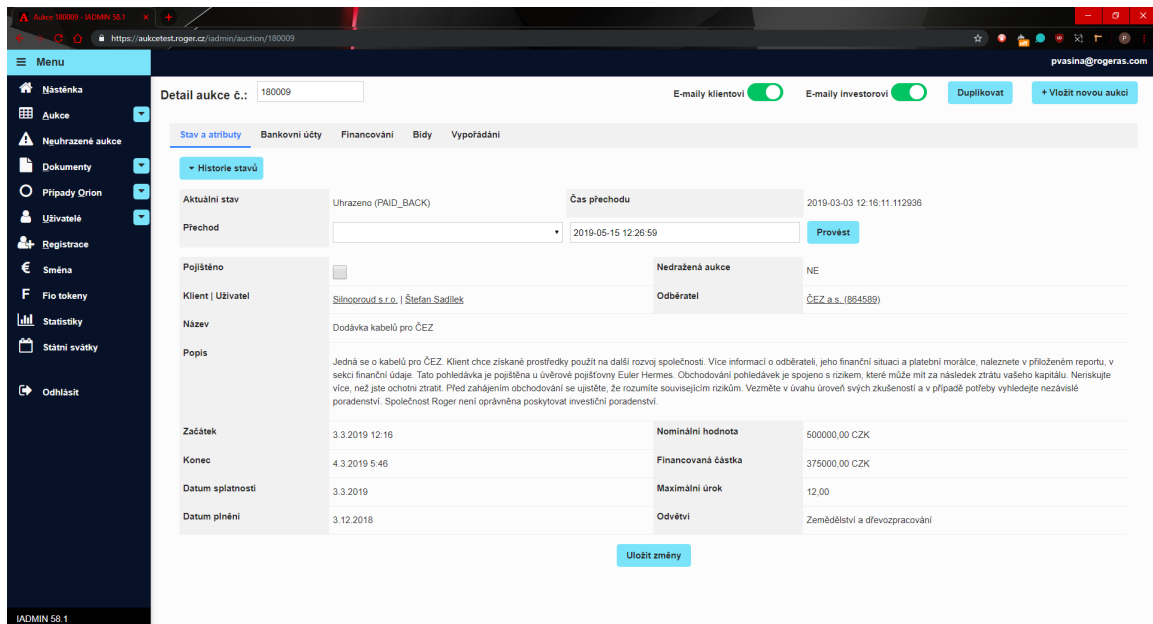 Aukce 180009 - IADMIN 58.1
https://aukcetest.roger.cz/iadmin/auction/180009
P
Menu
pvasina@rogeras.com
Nástěnka
Aukce
Neuhrazené aukce
Dokumenty
Případy Orion
Uživatelé
Registrace
Směna
Fio tokeny
Statistiky
Státní svátky
Odhlásit
IADMIN 58.1
Detail aukce č.: 180009 E-maily klientovi E-maily investorovi Duplikovat + Vložit novou aukci
Stav a atributy Bankovní účty Financování Bidy Vypořádání
Historie stavů
Aktuální stav Uhrazeno (PAID_BACK) Čas přechodu 2019-03-03 12:16:11.112936
Přechod 2019-05-15 12:26:59 Provést
Pojištěno Nedražená aukce NE
Klient | Uživatel Silnoproud s.r.o. | Štefan Sadílek Odběratel ČEZ a.s. (864589)
Název Dodávka kabelů pro ČEZ
Popis
Jedná se o kabelů pro ČEZ. Klient chce získané prostředky použít na další rozvoj společnosti. Více informací o odběrateli, jeho finanční situaci a platební morálce, naleznete v přiloženém reportu, v
sekci finanční údaje. Tato pohledávka je pojištěna u úvěrové pojišťovny Euler Hermes. Obchodování pohledávek je spojeno s rizikem, které může mít za následek ztrátu vašeho kapitálu. Neriskujte
více, než jste ochotni ztratit. Před zahájením obchodování se ujistěte, že rozumíte souvisejícím rizikům. Vezměte v úvahu úroveň svých zkušeností a v případě potřeby vyhledejte nezávislé
poradenství. Společnost Roger není oprávněna poskytovat investiční poradenství.
Začátek 3.3.2019 12:16 Nominální hodnota 500000,00 CZK
Konec 4.3.2019 5:46 Financovaná částka 375000,00 CZK
Datum splatnosti 3.3.2019 Maximální úrok 12,00
Datum plnění 3.12.2018 Odvětví Zemědělství a dřevozpracování
Uložit změny